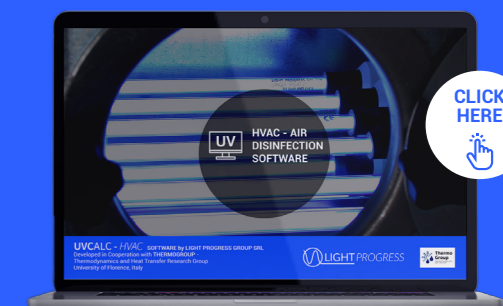 CLICK
HERE
UV
HVAC - AIR
DISINFECTION
SOFTWARE
UVCALC - HVAC SOFTWARE by LIGHT PROGRESS GROUP SRL
Developed in Cooperation with THERMOGROUP -
Thermodynamics and Heat Transfer Research Group
University of Florence, Italy
LIGHT PROGRESS
Thermo
Group